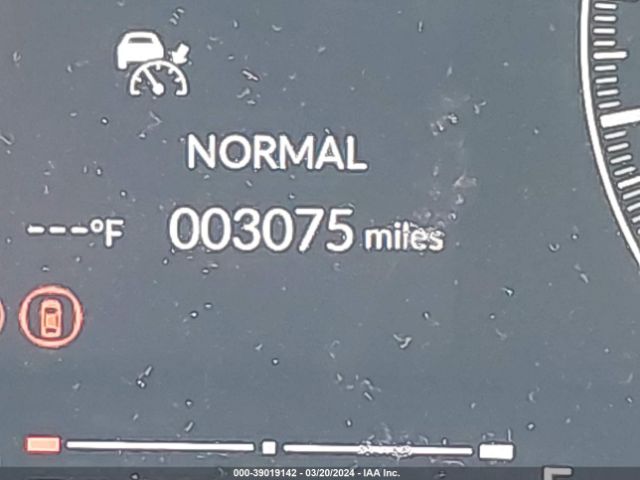 NORMAL
---°F 003075 miles
000-39019142 - 03/20/2024 - IAA Inc.